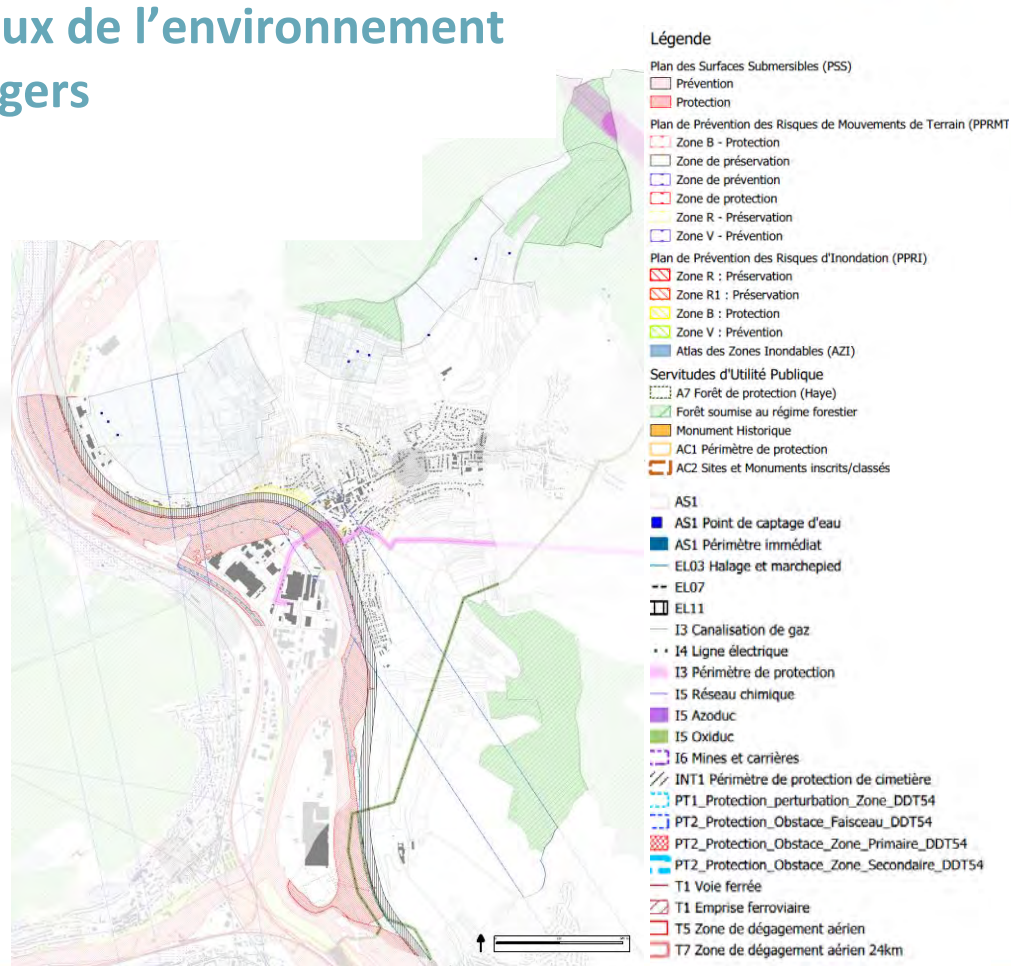 ux de l’environnement
gers
Légende
Plan des Surfaces Submersibles (PSS)
Prévention
Protection
Plan de Prévention des Risques de Mouvements de Terrain (PPRMT
Zone B - Protection
Zone de préservation
Zone de prévention
Zone de protection
Zone R - Préservation
Zone V - Prévention
Plan de Prévention des Risques d'Inondation (PPRI)
Zone R : Préservation
Zone R1 : Préservation
Zone B : Protection
Zone V : Prévention
Atlas des Zones Inondables (AZI)
Servitudes d'Utilité Publique
A7 Forêt de protection (Haye)
Forêt soumise au régime forestier
Monument Historique
AC1 Périmètre de protection
AC2 Sites et Monuments inscrits/classés
AS1
AS1 Point de captage d'eau
AS1 Périmètre immédiat
EL03 Halage et marchepied
EL07
EL11
I3 Canalisation de gaz
I4 Ligne électrique
I3 Périmètre de protection
I5 Réseau chimique
I5 Azoduc
I5 Oxiduc
I6 Mines et carrières
INT1 Périmètre de protection de cimetière
PT1_Protection_perturbation_Zone_DDT54
PT2_Protection_Obstace_Faisceau_DDT54
PT2_Protection_Obstace_Zone_Primaire_DDT54
PT2_Protection_Obstace_Zone_Secondaire_DDT54
T1 Voie ferrée
T1 Emprise ferroviaire
T5 Zone de dégagement aérien
T7 Zone de dégagement aérien 24km